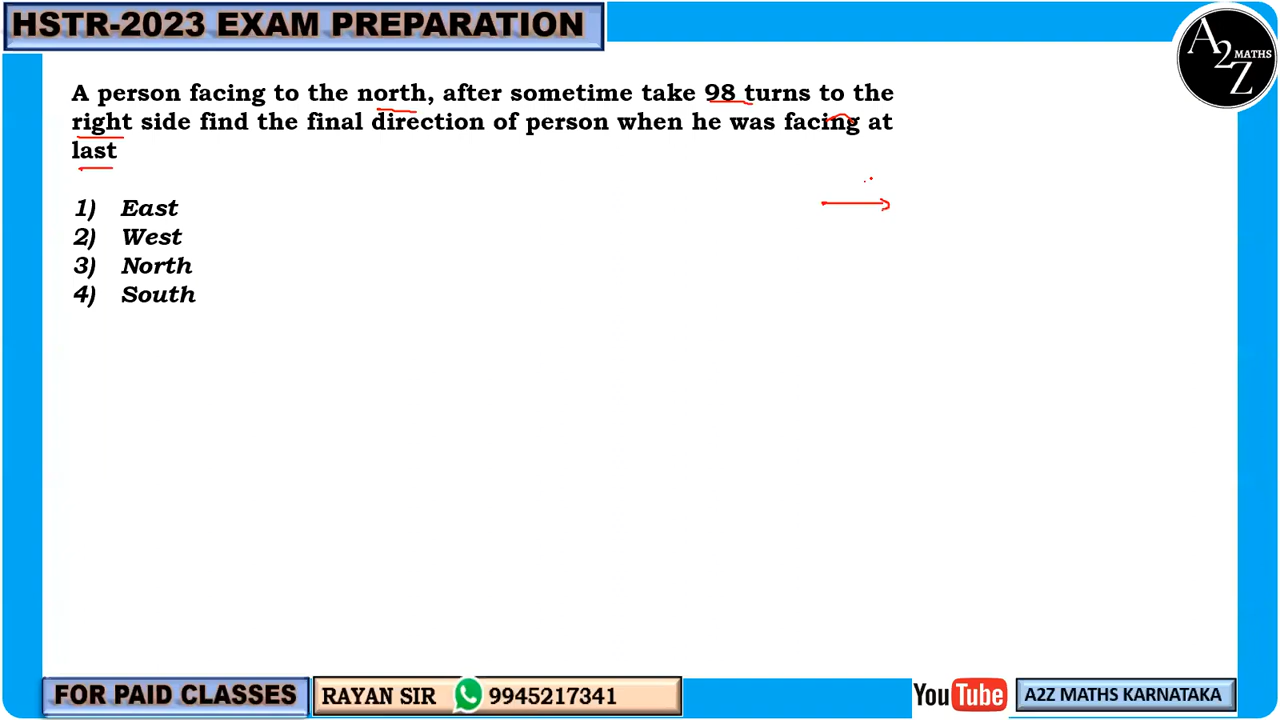 HSTR-2023 EXAM PREPARATION
A2Z MATHS
A person facing to the north, after sometime take 98 turns to the
right side find the final direction of person when he was facing at
last
1) East
2) West
3) North
4) South
FOR PAID CLASSES
RAYAN SIR 9945217341
YouTube
A2Z MATHS KARNATAKA